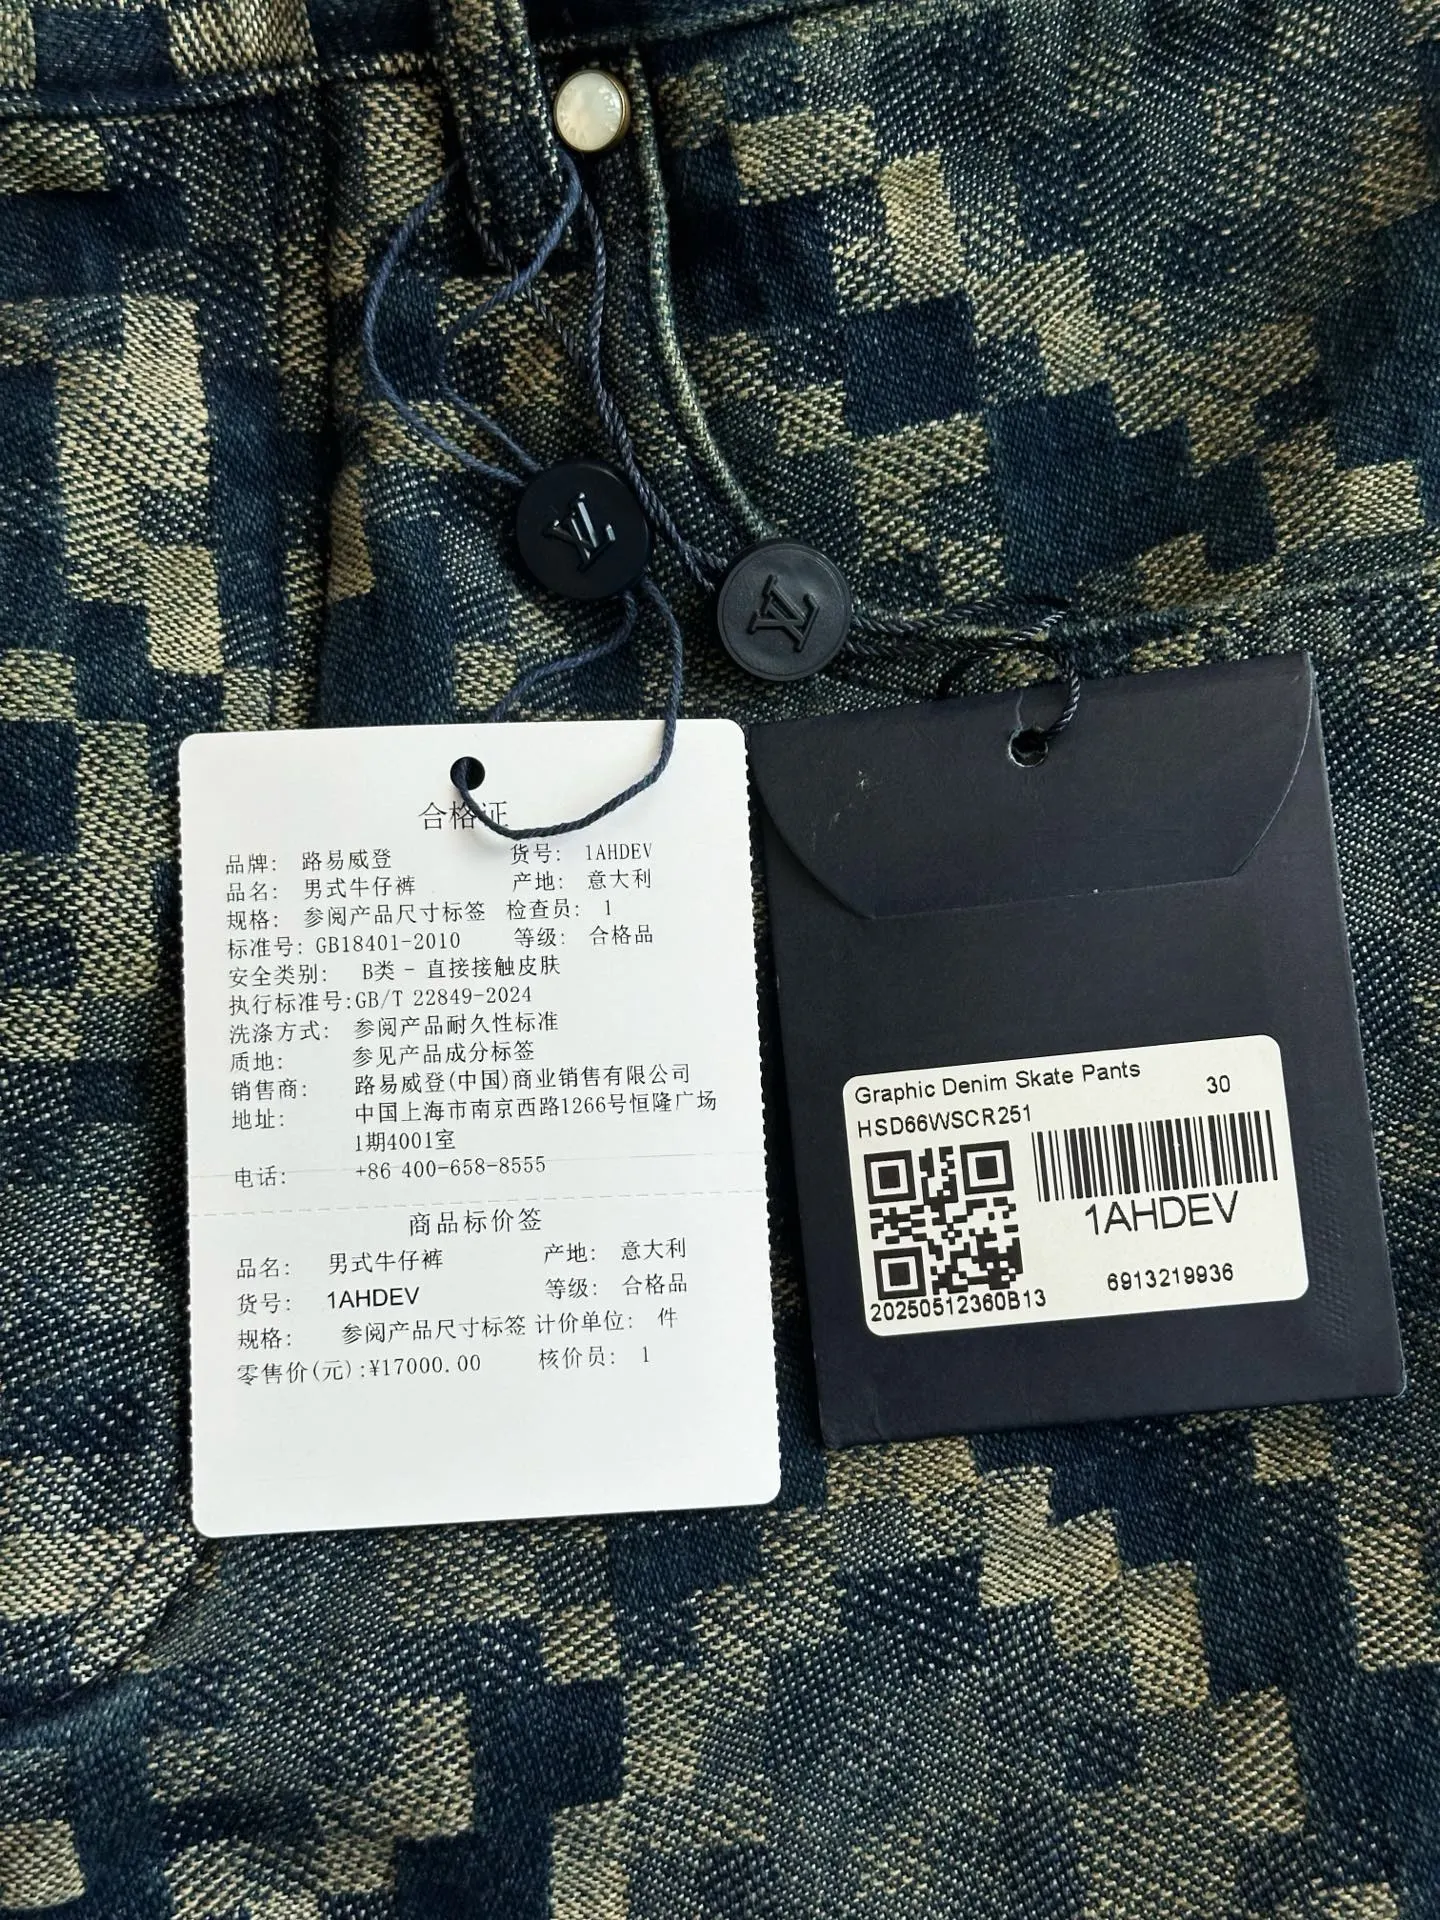 LV
LV
合格证
品牌: 路易威登 货号: 1AHDEV
品名: 男式牛仔裤 产地: 意大利
规格: 参阅产品尺寸标签 检查员: 1
标准号: GB18401-2010 等级: 合格品
安全类别: B类 - 直接接触皮肤
执行标准号:GB/T 22849-2024
洗涤方式: 参阅产品耐久性标准
质地: 参见产品成分标签
销售商: 路易威登(中国)商业销售有限公司
地址: 中国上海市南京西路1266号恒隆广场
1期4001室
电话: +86 400-658-8555
商品标价签
品名: 男式牛仔裤 产地: 意大利
货号: 1AHDEV 等级: 合格品
规格: 参阅产品尺寸标签 计价单位: 件
零售价(元):¥17000.00 核价员: 1
Graphic Denim Skate Pants 30
HSD66WSCR251
1AHDEV
20250512360B13 6913219936